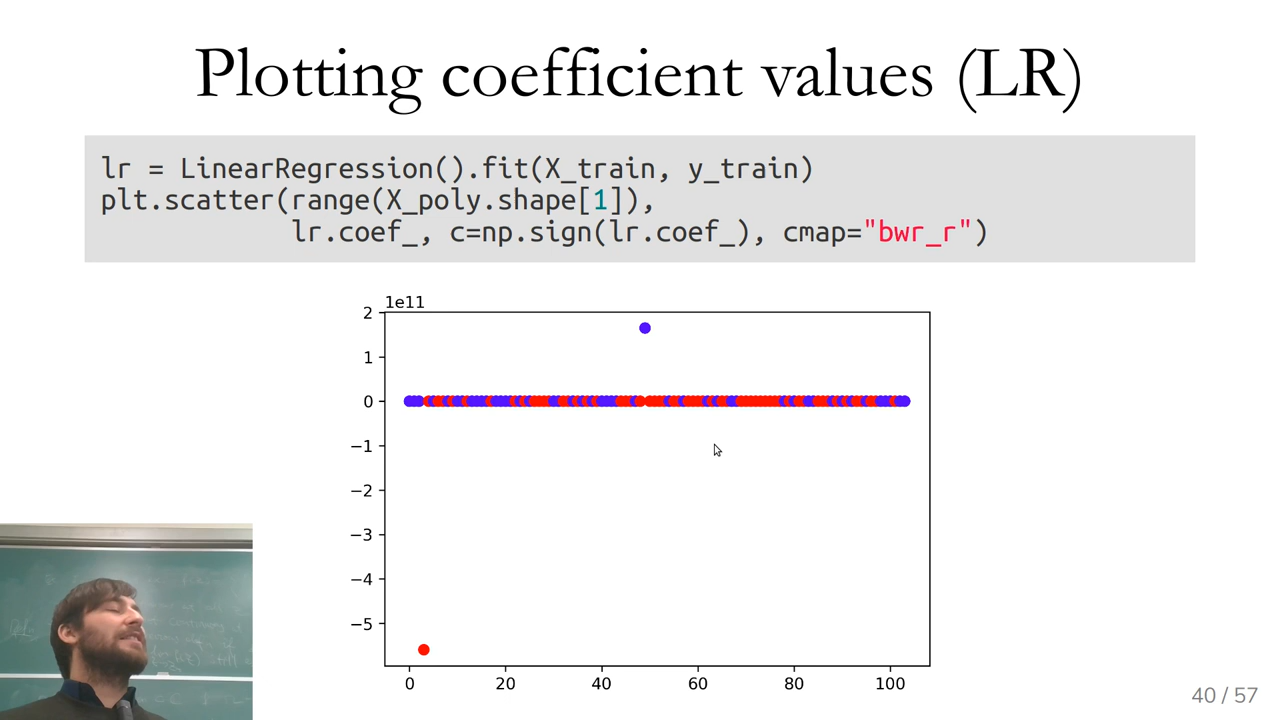 Plotting coefficient values (LR)
lr = LinearRegression().fit(X_train, y_train)
plt.scatter(range(X_poly.shape[1]),
lr.coef_, c=np.sign(lr.coef_), cmap="bwr_r")
1e11
2
1
0
−1
−2
−3
−4
−5
0 20 40 60 80 100
40 / 57